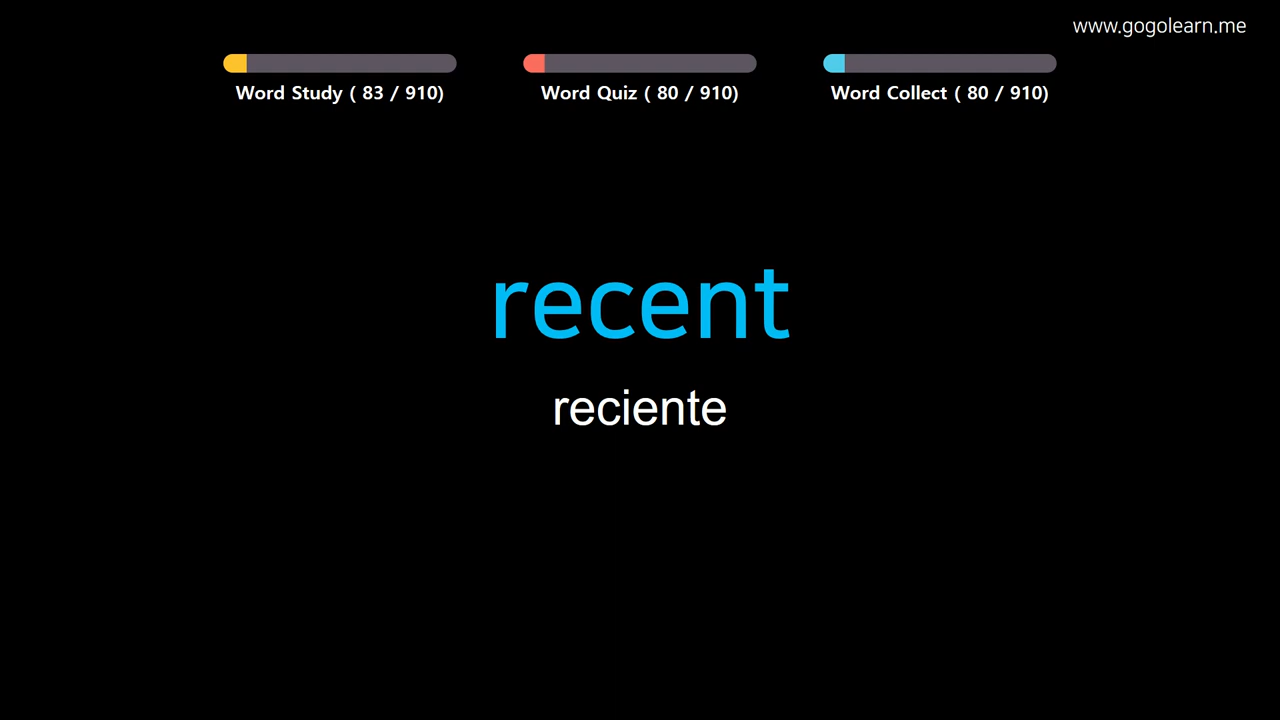 www.gogolearn.me
Word Study ( 83 / 910)
Word Quiz ( 80 / 910)
Word Collect ( 80 / 910)
recent
reciente